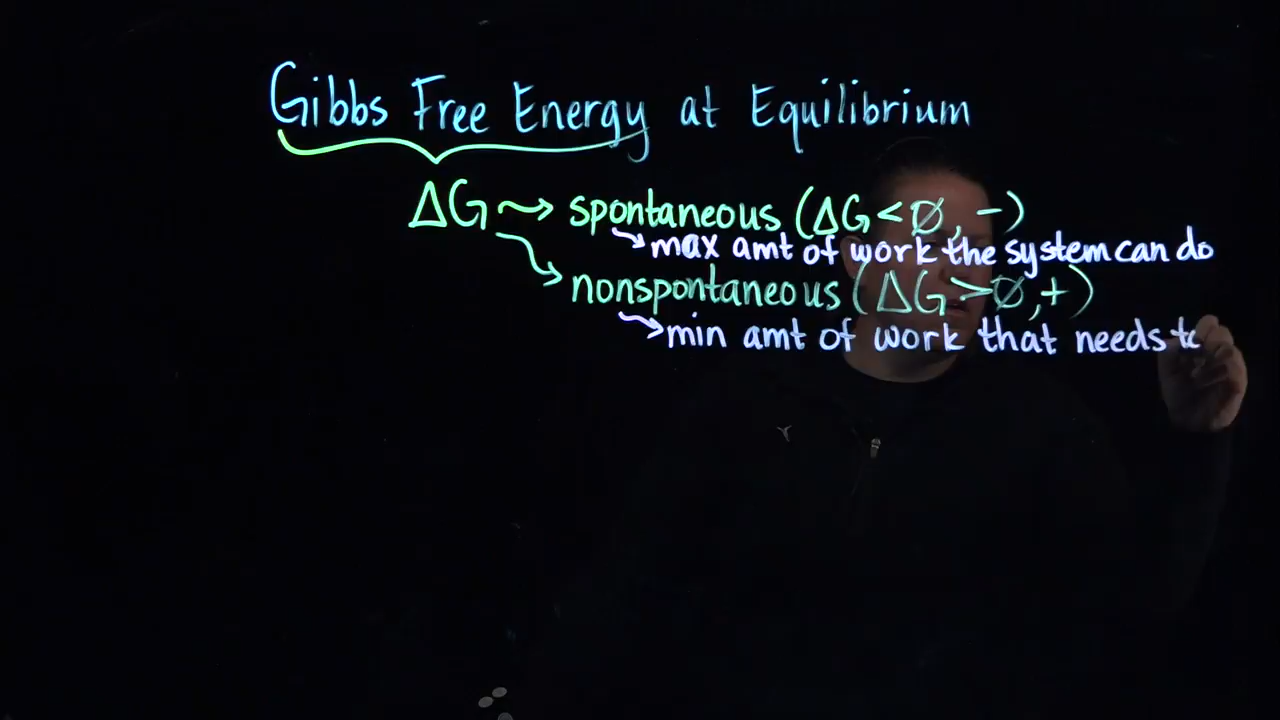 Gibbs Free Energy at Equilibrium
ΔG → spontaneous (ΔG < Ø, -)
→ max amt of work the system can do
→ nonspontaneous (ΔG > Ø, +)
→ min amt of work that needs to